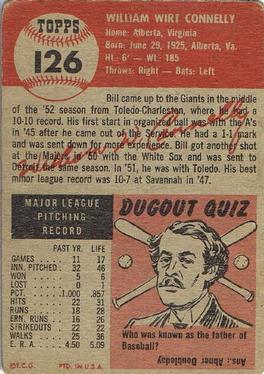 TOPPS
126
WILLIAM WIRT CONNELLY
Home: Alberta, Virginia
Born: June 29, 1925, Alberta, Va.
Ht: 6' - Wt: 185
Throws: Right - Bats: Left
Bill came up to the Giants in the middle
of the '52 season from Toledo-Charleston, where he had a
10-10 record. His first start in organized ball was with the A's
in '45 after he came out of the Service. He had a 1-1 mark
and was sent down for more experience. Bill got another shot
at the Majors in '50 with the White Sox and was sent to
Detroit the same season. In '51, he was with Toledo. His best
minor league record was 10-7 at Savannah in '47.
MAJOR LEAGUE
PITCHING
RECORD
PAST YR. LIFE
GAMES 11 17
INN. PITCHED 32 46
WON 5 6
LOST 0 1
PCT. 1.000 .857
HITS 22 31
RUNS 18 28
ERN. RUNS 16 26
STRIKEOUTS 22 22
WALKS 25 36
E. R. A. 4.50 5.09
©T.C.G. PTD. IN U.S.A.
DUGOUT QUIZ
Who was known as the father of
Baseball?
Ans.: Abner Doubleday